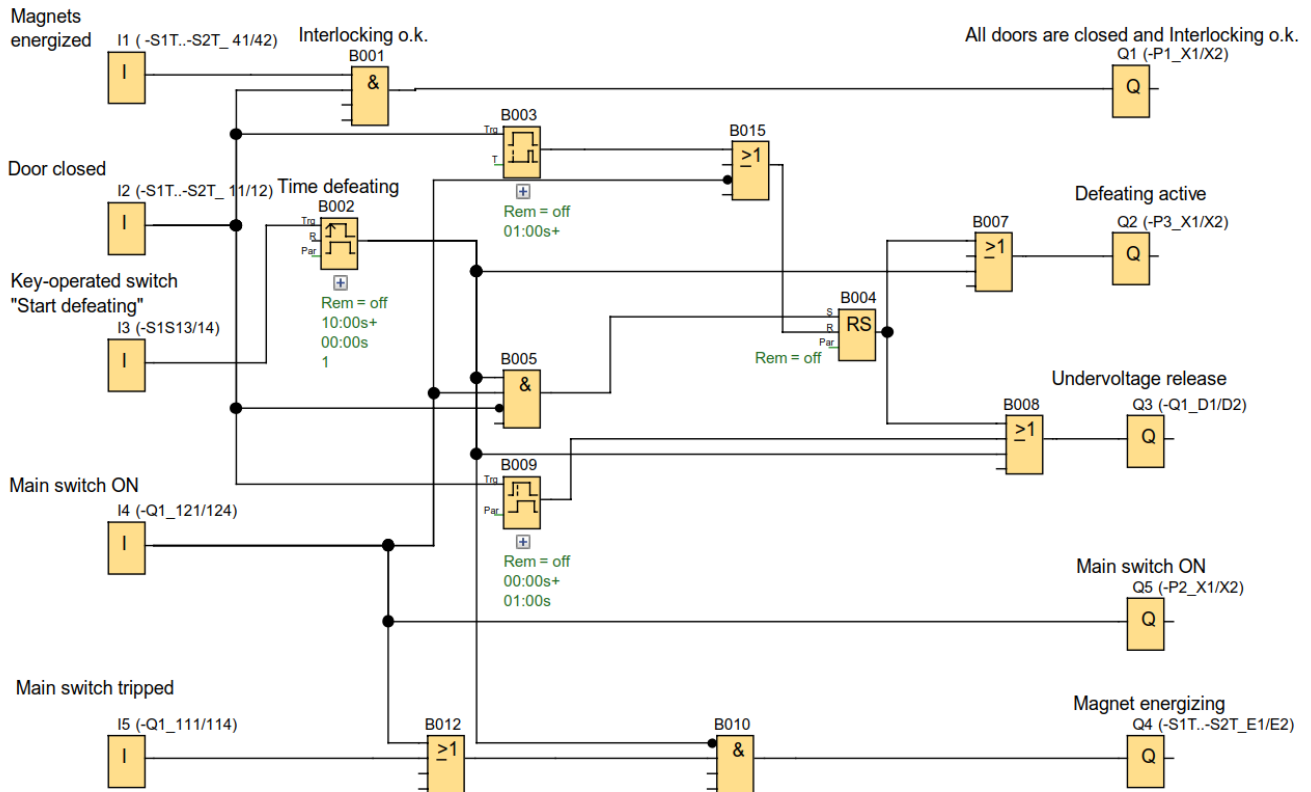 Magnets
energized
I1 ( -S1T..-S2T_ 41/42)
I
Interlocking o.k.
B001
&
All doors are closed and Interlocking o.k.
Q1 (-P1_X1/X2)
Q
B003
Trg
T
Rem = off
01:00s+
B015
≥1
Door closed
I2 (-S1T..-S2T_ 11/12)
I
Time defeating
B002
Trg
R
Par
Rem = off
10:00s+
00:00s
1
Defeating active
Q2 (-P3_X1/X2)
Q
B007
≥1
Key-operated switch
"Start defeating"
I3 (-S1S13/14)
I
B004
S
R
Par
RS
Rem = off
B005
&
Undervoltage release
Q3 (-Q1_D1/D2)
Q
B008
≥1
B009
Trg
Par
Rem = off
00:00s+
01:00s
Main switch ON
I4 (-Q1_121/124)
I
Main switch ON
Q5 (-P2_X1/X2)
Q
Main switch tripped
I5 (-Q1_111/114)
I
B012
≥1
B010
&
Magnet energizing
Q4 (-S1T..-S2T_E1/E2)
Q